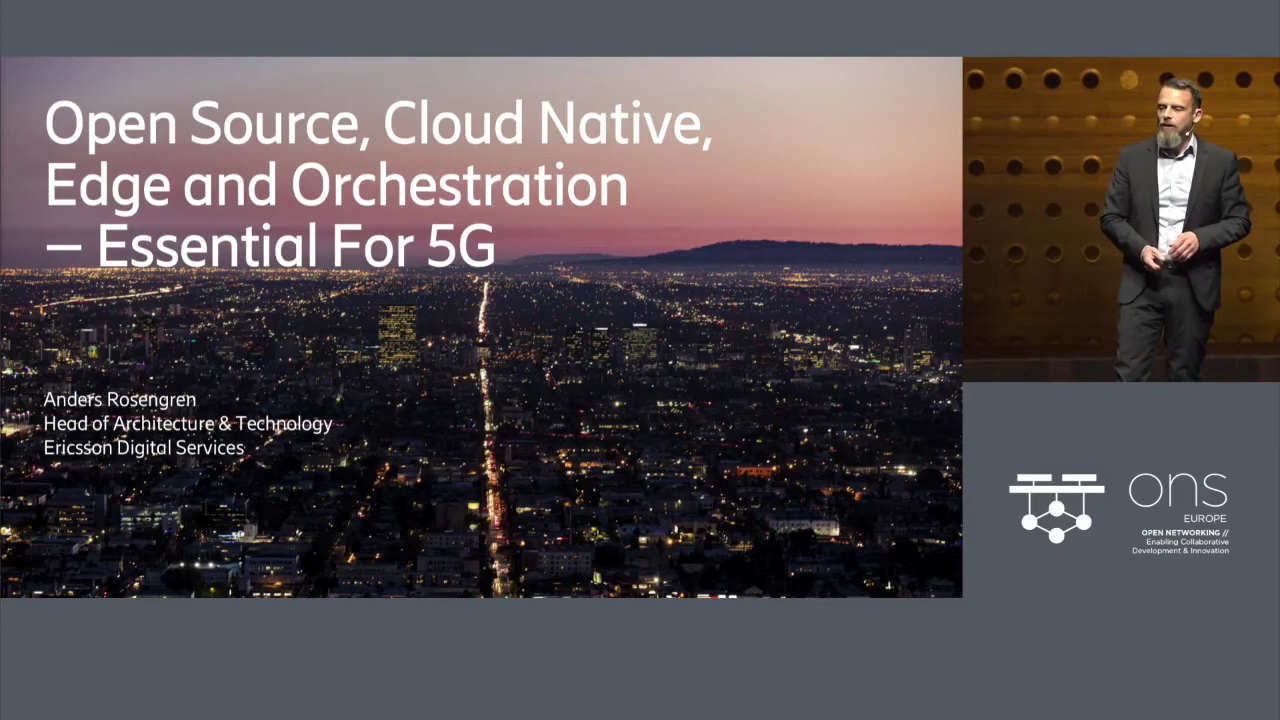 Open Source, Cloud Native,
Edge and Orchestration
– Essential For 5G
Anders Rosengren
Head of Architecture & Technology
Ericsson Digital Services
ons
EUROPE
OPEN NETWORKING //
Enabling Collaborative
Development & Innovation